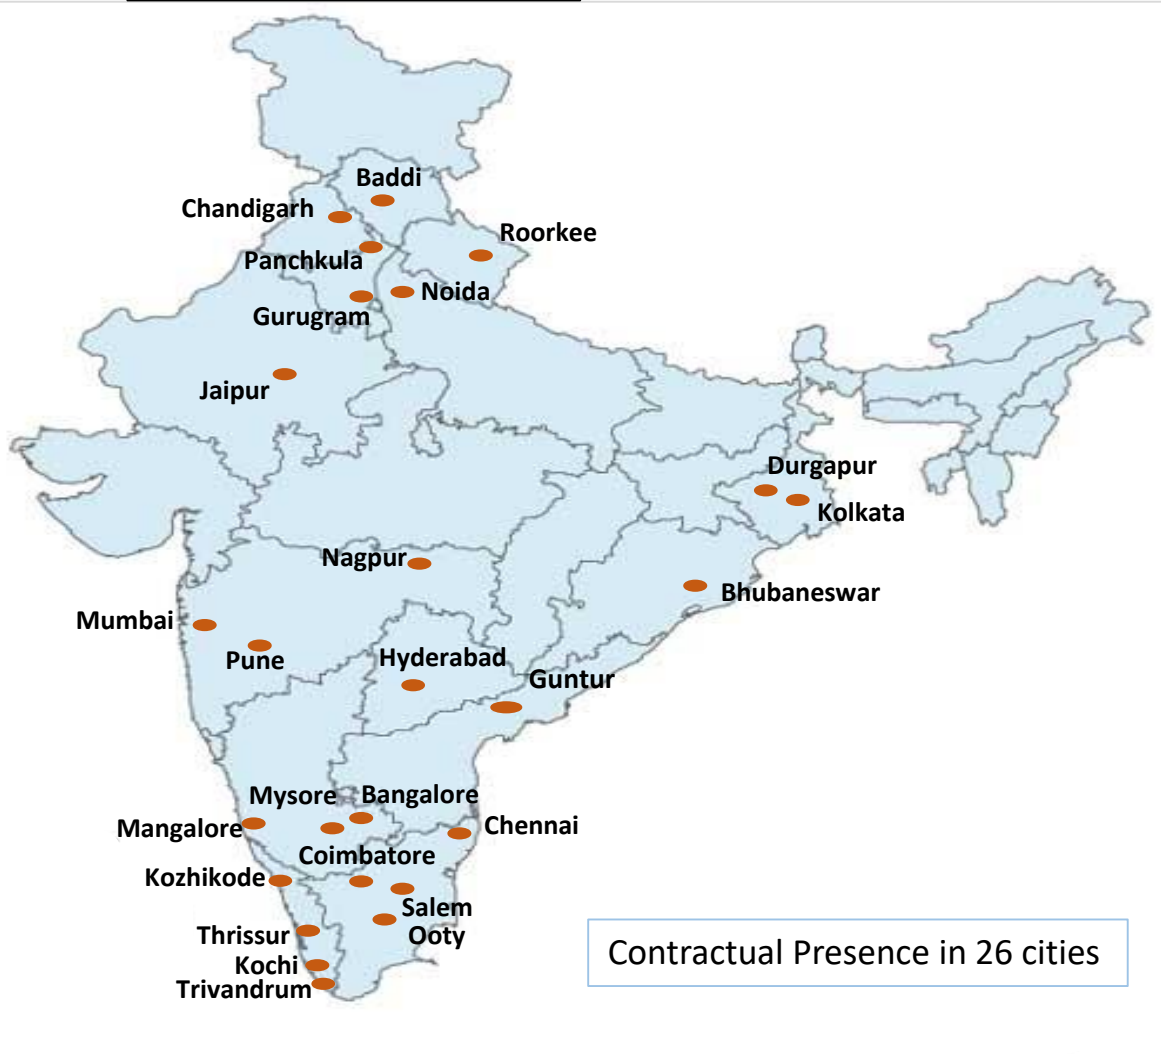 Baddi
Chandigarh
Roorkee
Panchkula
Noida
Gurugram
Jaipur
Durgapur
Kolkata
Nagpur
Bhubaneswar
Mumbai
Pune
Hyderabad
Guntur
Mysore
Bangalore
Mangalore
Chennai
Coimbatore
Kozhikode
Salem
Thrissur
Ooty
Contractual Presence in 26 cities
Kochi
Trivandrum